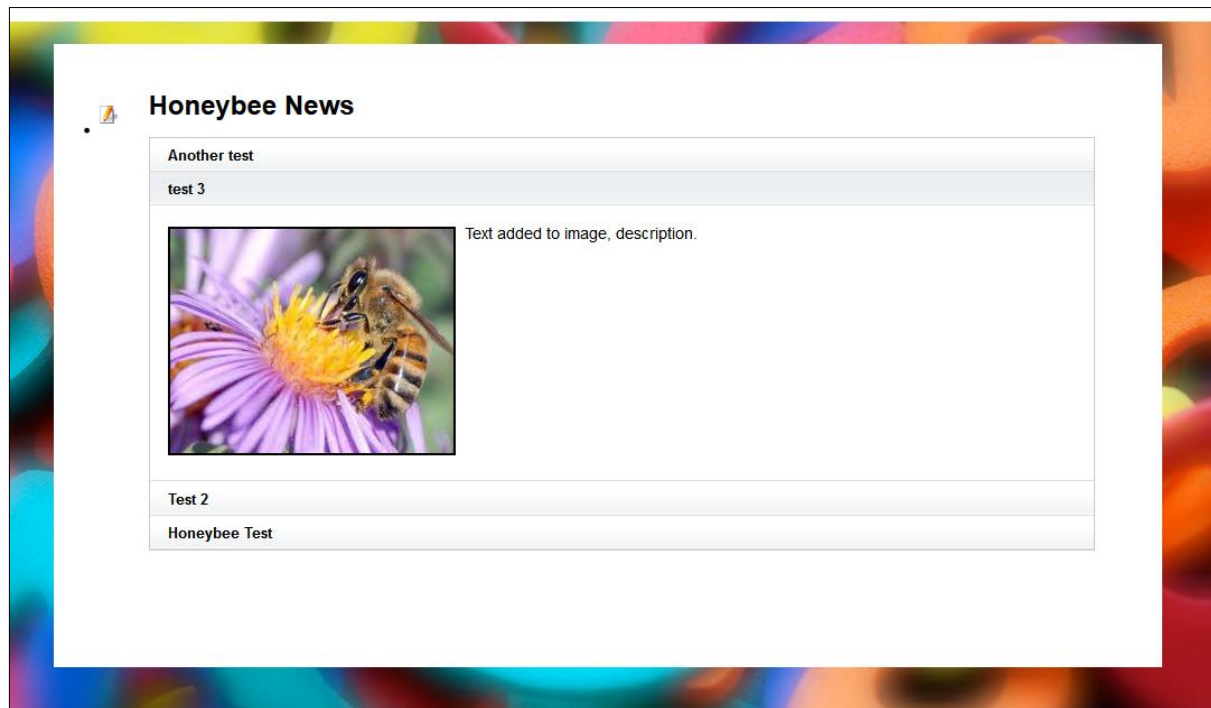 Honeybee News
Another test
test 3
Text added to image, description.
Test 2
Honeybee Test